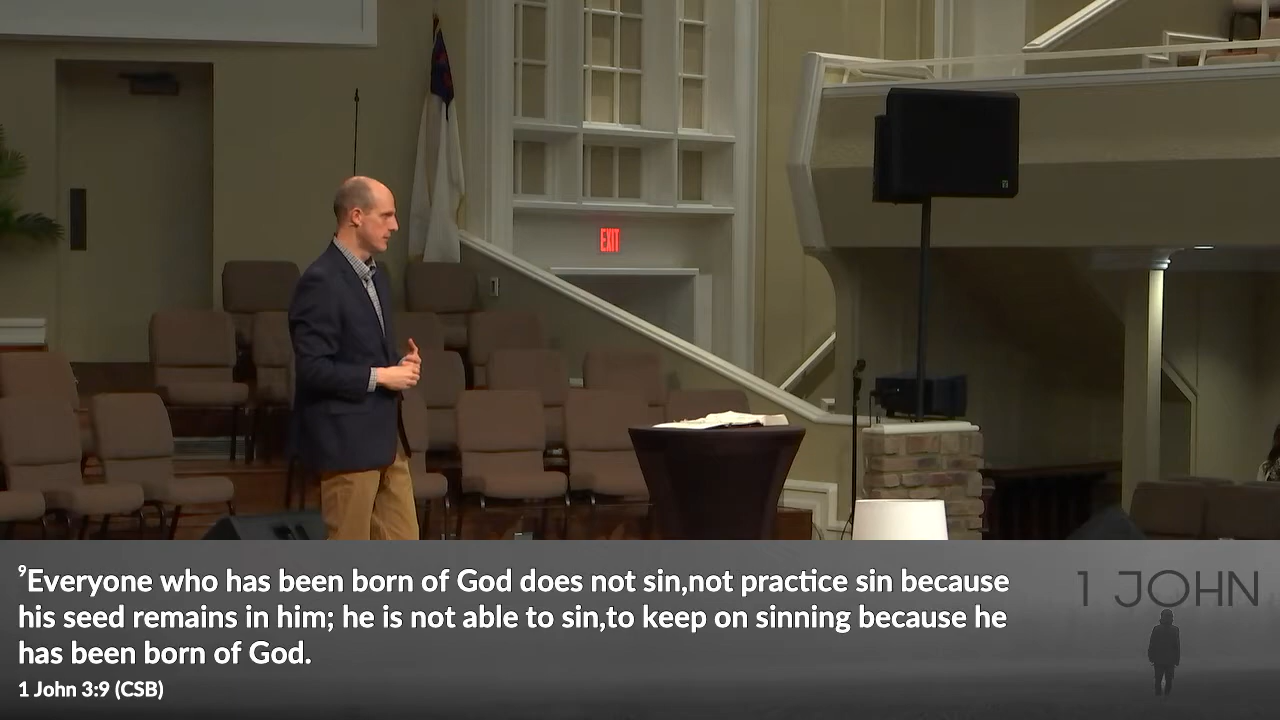 EXIT
⁹Everyone who has been born of God does not sin,not practice sin because
his seed remains in him; he is not able to sin,to keep on sinning because he
has been born of God.
1 John 3:9 (CSB)
1 JOHN